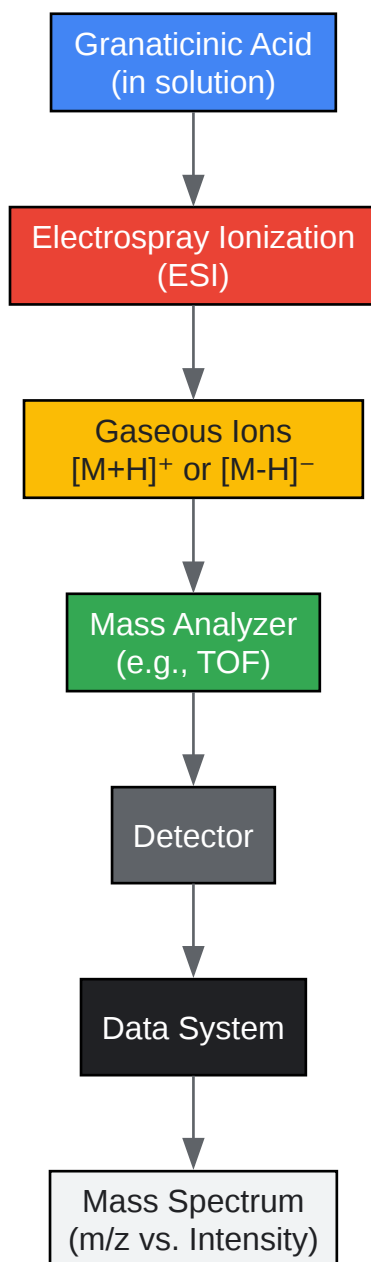 Granaticinic Acid
(in solution)
Electrospray Ionization
(ESI)
Gaseous Ions
[M+H]⁺ or [M-H]⁻
Mass Analyzer
(e.g., TOF)
Detector
Data System
Mass Spectrum
(m/z vs. Intensity)